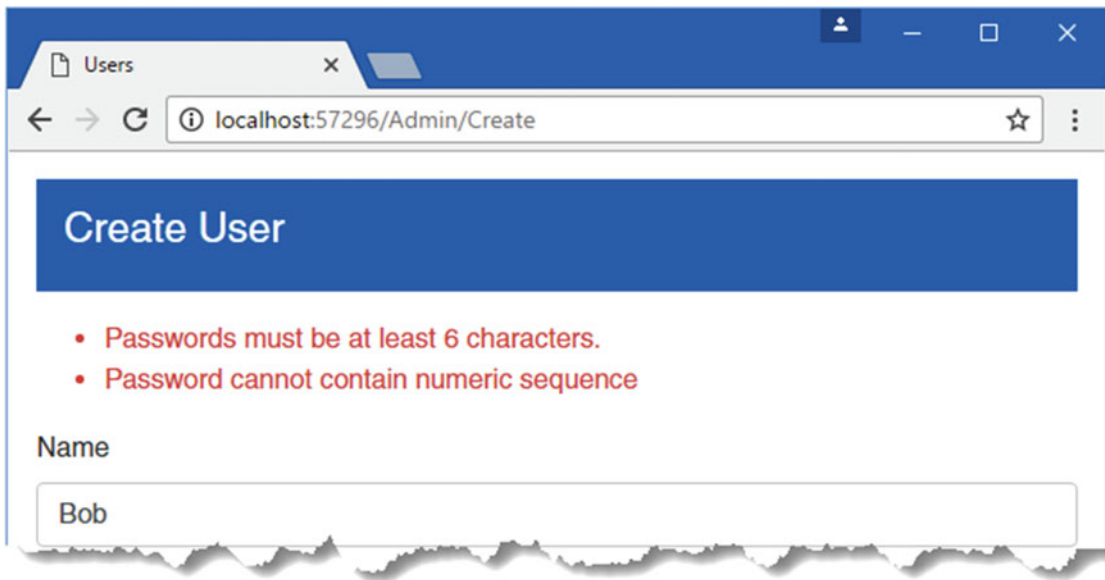 Users
localhost:57296/Admin/Create
Create User
• Passwords must be at least 6 characters.
• Password cannot contain numeric sequence
Name
Bob